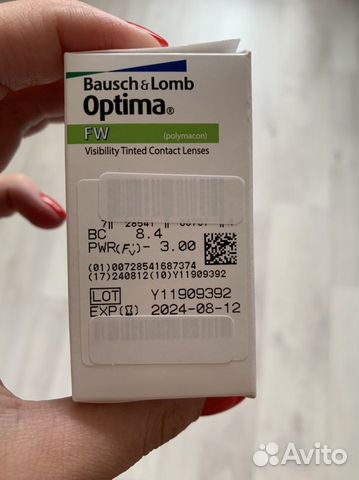 Bausch & Lomb
Optima®
FW (polymacon)
Visibility Tinted Contact Lenses
BC 8.4
PWR(F'v)- 3.00
(01)00728541687374
(17)240812(10)Y11909392
LOT Y11909392
EXP(⌛) 2024-08-12
Avito